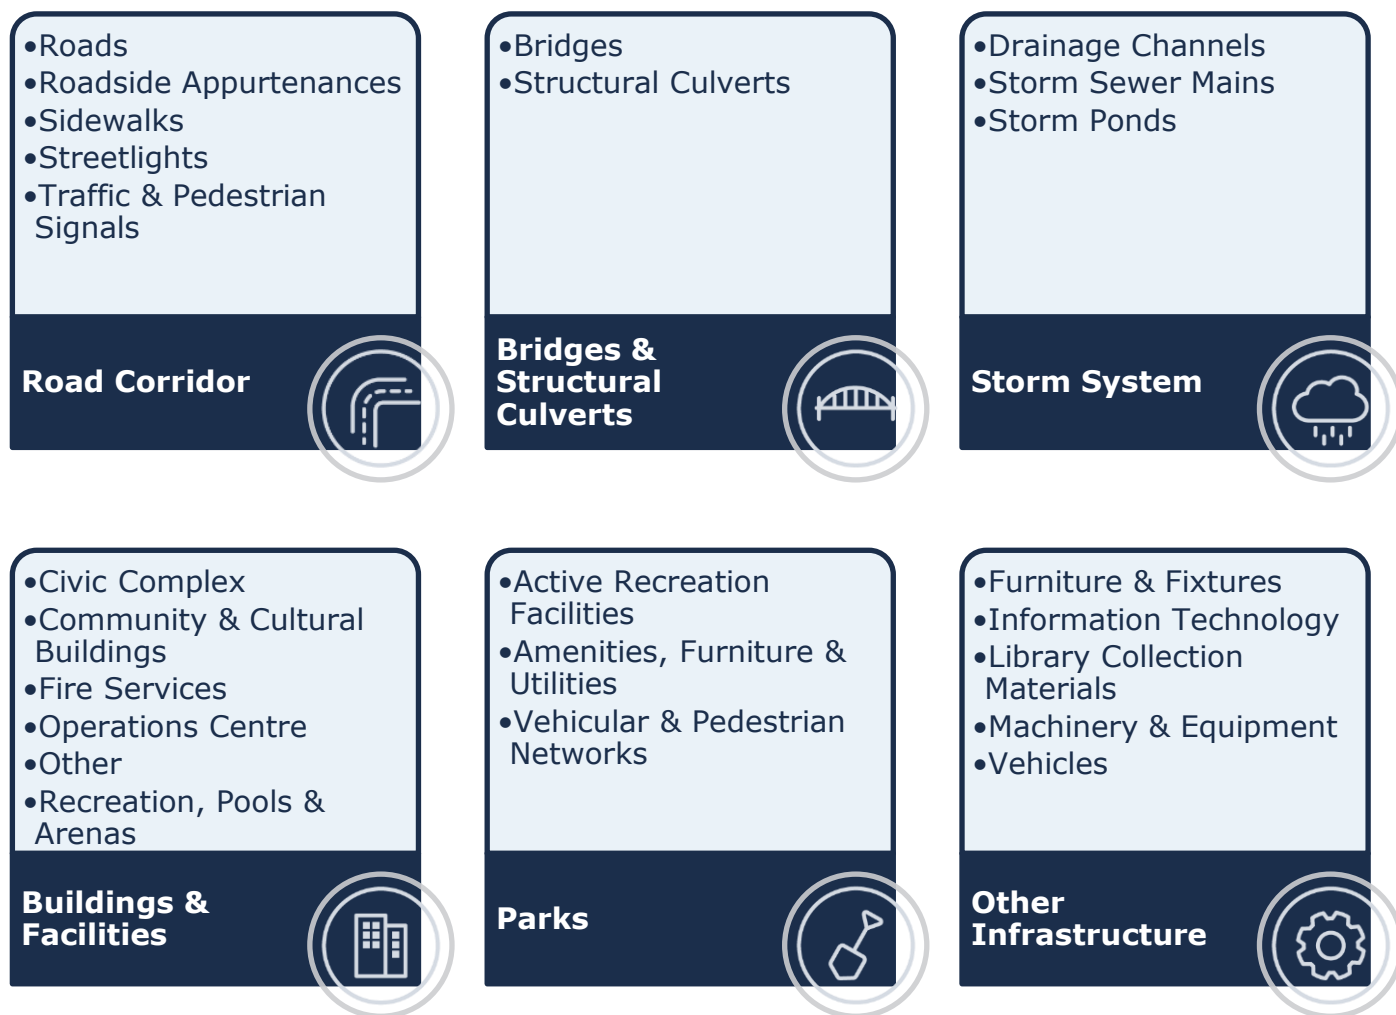 •Roads
•Roadside Appurtenances
•Sidewalks
•Streetlights
•Traffic & Pedestrian
Signals
Road Corridor
•Bridges
•Structural Culverts
Bridges &
Structural
Culverts
•Drainage Channels
•Storm Sewer Mains
•Storm Ponds
Storm System
•Civic Complex
•Community & Cultural
Buildings
•Fire Services
•Operations Centre
•Other
•Recreation, Pools &
Arenas
Buildings &
Facilities
•Active Recreation
Facilities
•Amenities, Furniture &
Utilities
•Vehicular & Pedestrian
Networks
Parks
•Furniture & Fixtures
•Information Technology
•Library Collection
Materials
•Machinery & Equipment
•Vehicles
Other
Infrastructure